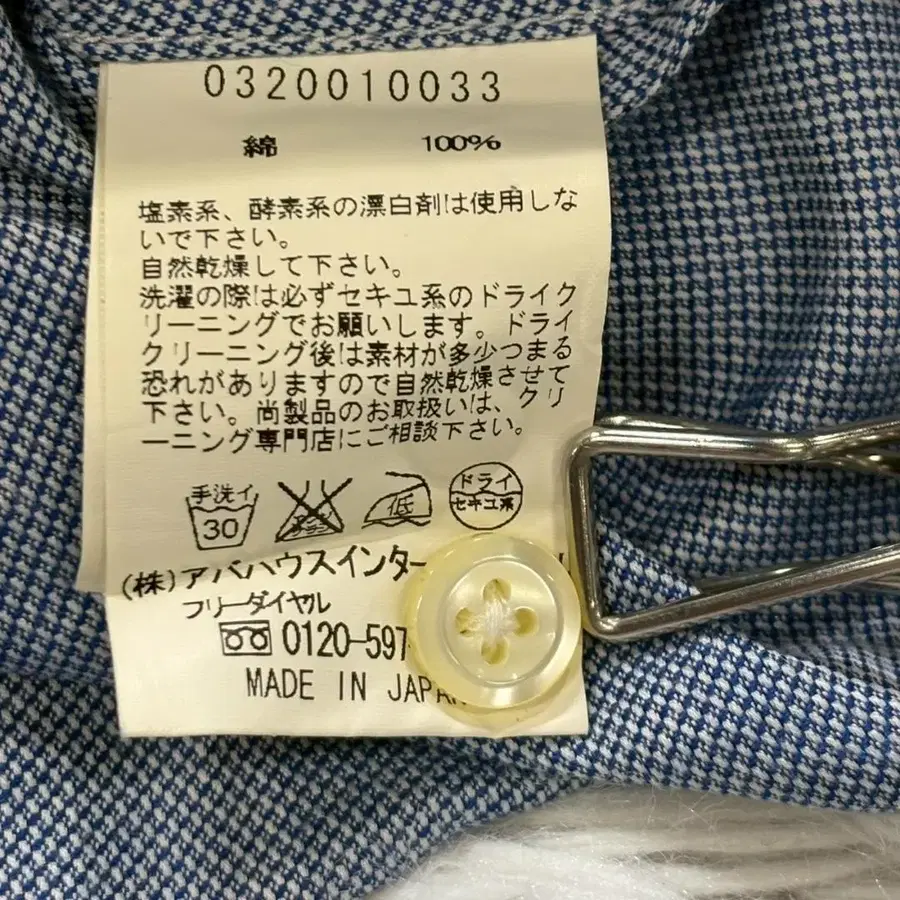 0320010033
綿 100%
塩素系、酵素系の漂白剤は使用しな
いで下さい。
自然乾燥して下さい。
洗濯の際は必ずセキユ系のドライク
リーニングでお願いします。ドライ
クリーニング後は素材が多少つまる
恐れがありますので自然乾燥させて
下さい。尚製品のお取扱いは、クリ
ーニング専門店にご相談下さい。
手洗イ 30 低 ドライ セキユ系
(株)アバハウスインター
フリーダイヤル
0120-597
MADE IN JAPAN